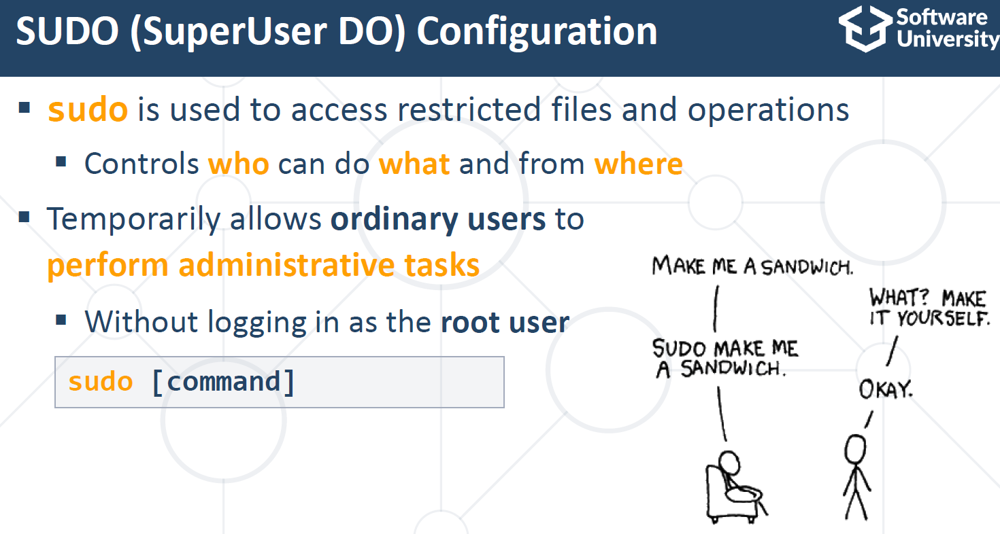 SUDO (SuperUser DO) Configuration
Software
University
▪ sudo is used to access restricted files and operations
▪ Controls who can do what and from where
▪ Temporarily allows ordinary users to
perform administrative tasks
▪ Without logging in as the root user
sudo [command]
MAKE ME A SANDWICH.
WHAT? MAKE
IT YOURSELF.
SUDO MAKE ME
A SANDWICH.
OKAY.